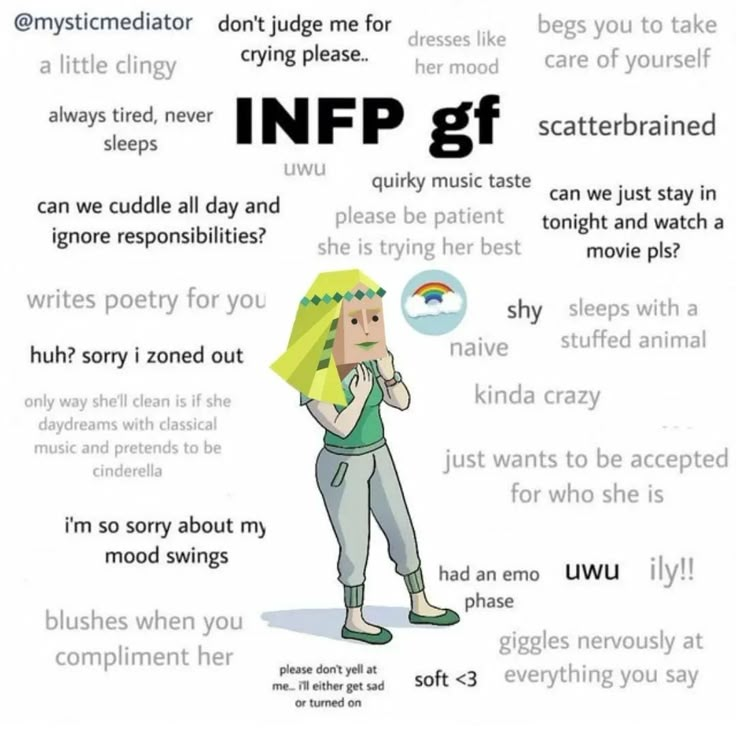 @mysticmediator
don't judge me for
crying please..
dresses like
her mood
begs you to take
care of yourself
a little clingy
always tired, never
sleeps
INFP gf
scatterbrained
uwu
quirky music taste
can we cuddle all day and
ignore responsibilities?
please be patient
she is trying her best
can we just stay in
tonight and watch a
movie pls?
writes poetry for you
shy
sleeps with a
stuffed animal
naive
huh? sorry i zoned out
only way she'll clean is if she
daydreams with classical
music and pretends to be
cinderella
kinda crazy
just wants to be accepted
for who she is
i'm so sorry about my
mood swings
had an emo
phase
uwu
ily!!
blushes when you
compliment her
giggles nervously at
everything you say
please don't yell at
me... i'll either get sad
or turned on
soft <3